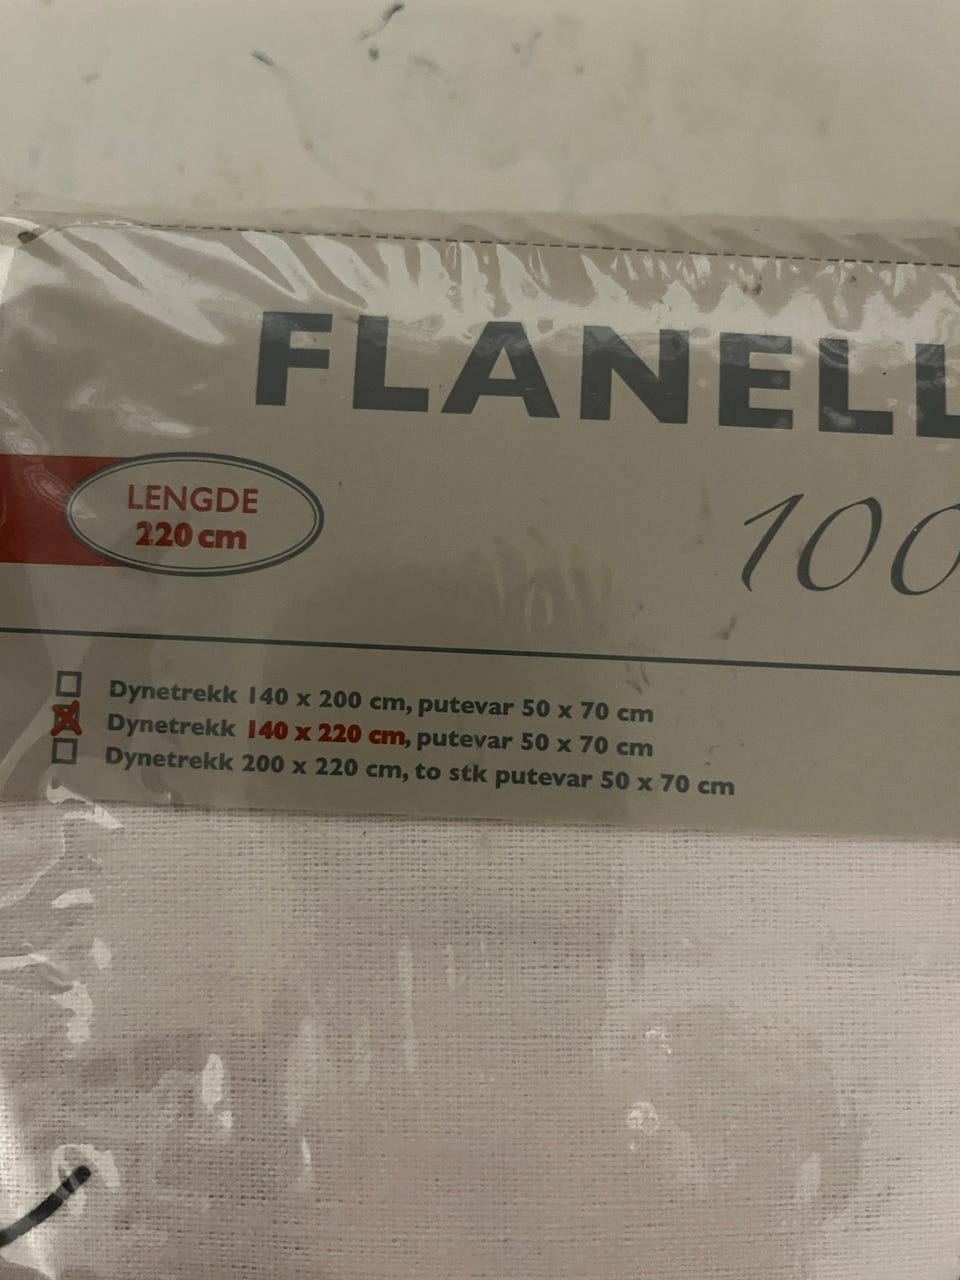 FLANELL
LENGDE
220 cm
100
Dynetrekk 140 x 200 cm, putevar 50 x 70 cm
Dynetrekk 140 x 220 cm, putevar 50 x 70 cm
Dynetrekk 200 x 220 cm, to stk putevar 50 x 70 cm